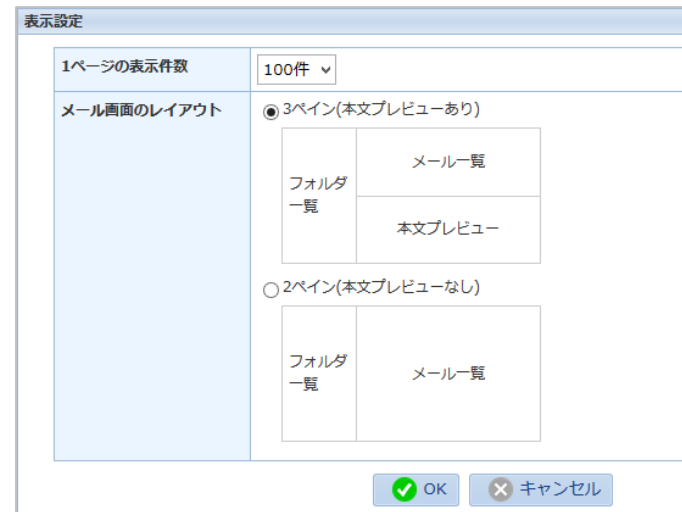 表示設定
1ページの表示件数
100件
メール画面のレイアウト
3ペイン(本文プレビューあり)
フォルダ
一覧
メール一覧
本文プレビュー
2ペイン(本文プレビューなし)
フォルダ
一覧
メール一覧
OK
キャンセル